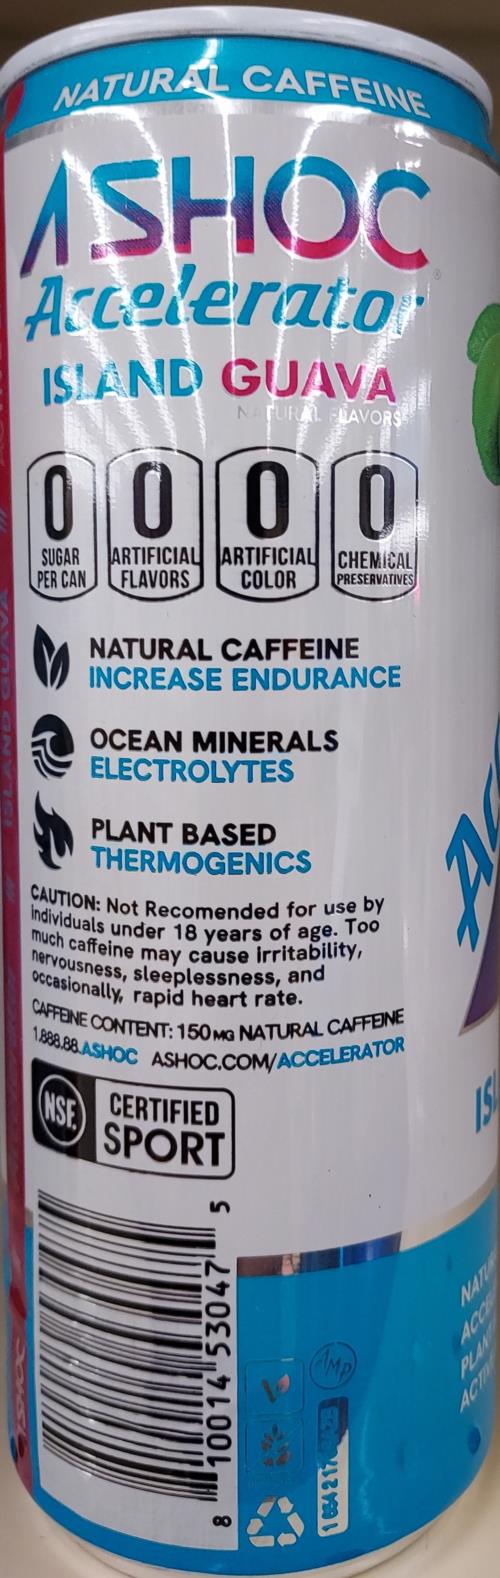 NATURAL CAFFEINE
ASHOC
Accelerator
ISLAND GUAVA
NATURAL FLAVORS
0 0 0 0
SUGAR PER CAN
ARTIFICIAL FLAVORS
ARTIFICIAL COLOR
CHEMICAL PRESERVATIVES
NATURAL CAFFEINE
INCREASE ENDURANCE
OCEAN MINERALS
ELECTROLYTES
PLANT BASED
THERMOGENICS
CAUTION: Not Recomended for use by
individuals under 18 years of age. Too
much caffeine may cause irritability,
nervousness, sleeplessness, and
occasionally, rapid heart rate.
CAFFEINE CONTENT: 150MG NATURAL CAFFEINE
1.888.88.ASHOC ASHOC.COM/ACCELERATOR
NSF. CERTIFIED
SPORT
8 10014 53047 5
AMP
ISLAND GUAVA
ASHOC